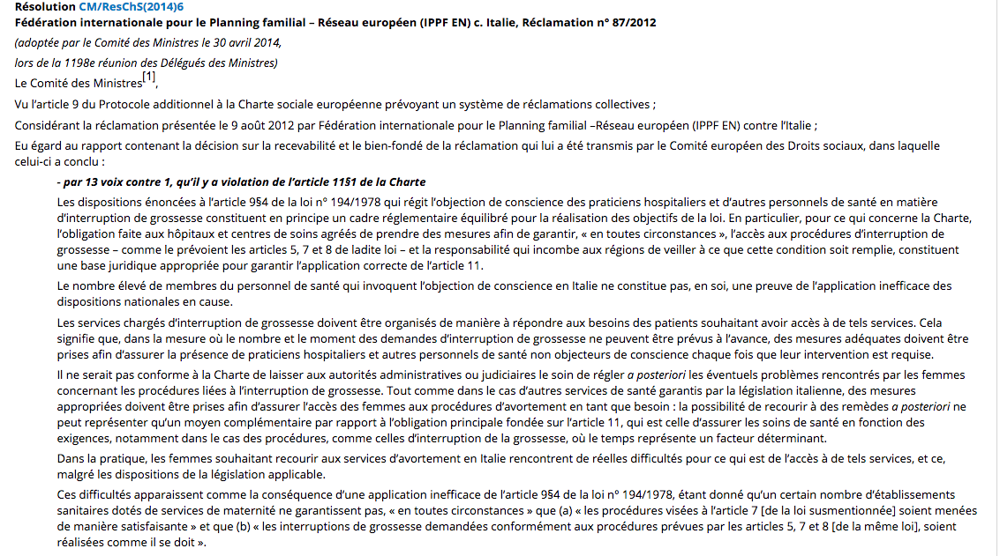 Résolution CM/ResChS(2014)6
Fédération internationale pour le Planning familial – Réseau européen (IPPF EN) c. Italie, Réclamation n° 87/2012
(adoptée par le Comité des Ministres le 30 avril 2014,
lors de la 1198e réunion des Délégués des Ministres)
Le Comité des Ministres[1],
Vu l'article 9 du Protocole additionnel à la Charte sociale européenne prévoyant un système de réclamations collectives ;
Considérant la réclamation présentée le 9 août 2012 par Fédération internationale pour le Planning familial –Réseau européen (IPPF EN) contre l'Italie ;
Eu égard au rapport contenant la décision sur la recevabilité et le bien-fondé de la réclamation qui lui a été transmis par le Comité européen des Droits sociaux, dans laquelle
celui-ci a conclu :
- par 13 voix contre 1, qu'il y a violation de l'article 11§1 de la Charte
Les dispositions énoncées à l'article 9§4 de la loi n° 194/1978 qui régit l'objection de conscience des praticiens hospitaliers et d'autres personnels de santé en matière
d'interruption de grossesse constituent en principe un cadre réglementaire équilibré pour la réalisation des objectifs de la loi. En particulier, pour ce qui concerne la Charte,
l'obligation faite aux hôpitaux et centres de soins agréés de prendre des mesures afin de garantir, « en toutes circonstances », l'accès aux procédures d'interruption de
grossesse – comme le prévoient les articles 5, 7 et 8 de ladite loi – et la responsabilité qui incombe aux régions de veiller à ce que cette condition soit remplie, constituent
une base juridique appropriée pour garantir l'application correcte de l'article 11.
Le nombre élevé de membres du personnel de santé qui invoquent l'objection de conscience en Italie ne constitue pas, en soi, une preuve de l'application inefficace des
dispositions nationales en cause.
Les services chargés d'interruption de grossesse doivent être organisés de manière à répondre aux besoins des patients souhaitant avoir accès à de tels services. Cela
signifie que, dans la mesure où le nombre et le moment des demandes d'interruption de grossesse ne peuvent être prévus à l'avance, des mesures adéquates doivent être
prises afin d'assurer la présence de praticiens hospitaliers et autres personnels de santé non objecteurs de conscience chaque fois que leur intervention est requise.
Il ne serait pas conforme à la Charte de laisser aux autorités administratives ou judiciaires le soin de régler a posteriori les éventuels problèmes rencontrés par les femmes
concernant les procédures liées à l'interruption de grossesse. Tout comme dans le cas d'autres services de santé garantis par la législation italienne, des mesures
appropriées doivent être prises afin d'assurer l'accès des femmes aux procédures d'avortement en tant que besoin : la possibilité de recourir à des remèdes a posteriori ne
peut représenter qu'un moyen complémentaire par rapport à l'obligation principale fondée sur l'article 11, qui est celle d'assurer les soins de santé en fonction des
exigences, notamment dans le cas des procédures, comme celles d'interruption de la grossesse, où le temps représente un facteur déterminant.
Dans la pratique, les femmes souhaitant recourir aux services d'avortement en Italie rencontrent de réelles difficultés pour ce qui est de l'accès à de tels services, et ce,
malgré les dispositions de la législation applicable.
Ces difficultés apparaissent comme la conséquence d'une application inefficace de l'article 9§4 de la loi n° 194/1978, étant donné qu'un certain nombre d'établissements
sanitaires dotés de services de maternité ne garantissent pas, « en toutes circonstances » que (a) « les procédures visées à l'article 7 [de la loi susmentionnée] soient menées
de manière satisfaisante » et que (b) « les interruptions de grossesse demandées conformément aux procédures prévues par les articles 5, 7 et 8 [de la même loi], soient
réalisées comme il se doit ».